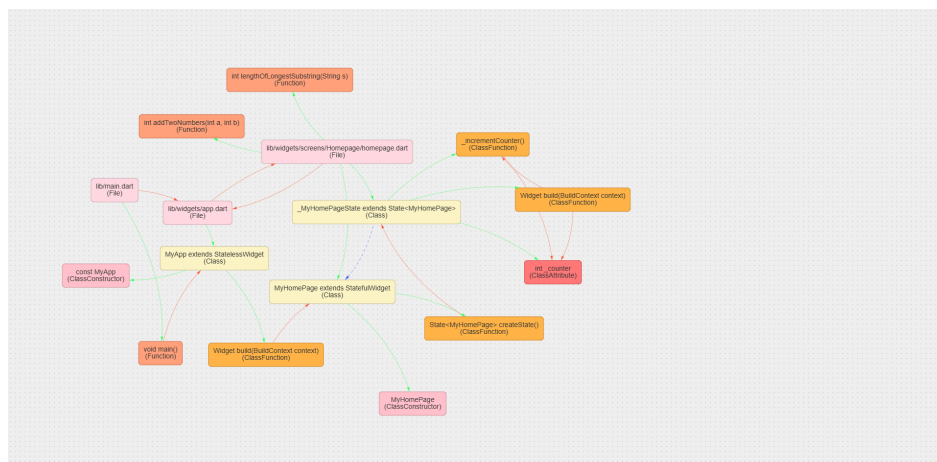 int lengthOfLongestSubstring(String s)
(Function)
int addTwoNumbers(int a, int b)
(Function)
lib/widgets/screens/Homepage/homepage.dart
(File)
_incrementCounter()
(ClassFunction)
lib/main.dart
(File)
lib/widgets/app.dart
(File)
_MyHomePageState extends State<MyHomePage>
(Class)
Widget build(BuildContext context)
(ClassFunction)
MyApp extends StatelessWidget
(Class)
const MyApp
(ClassConstructor)
int _counter
(ClassAttribute)
MyHomePage extends StatefulWidget
(Class)
State<MyHomePage> createState()
(ClassFunction)
void main()
(Function)
Widget build(BuildContext context)
(ClassFunction)
MyHomePage
(ClassConstructor)